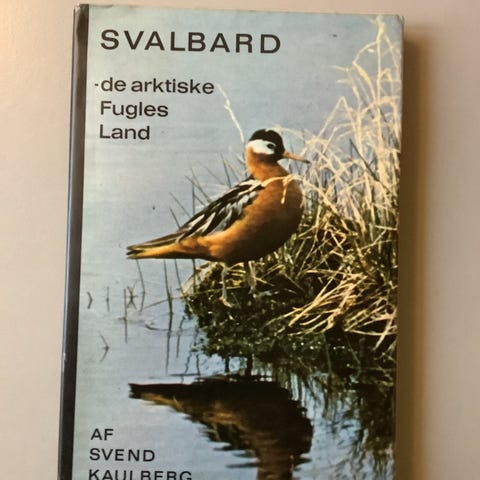 SVALBARD
-de arktiske
Fugles
Land
AF
SVEND
KAULBERG